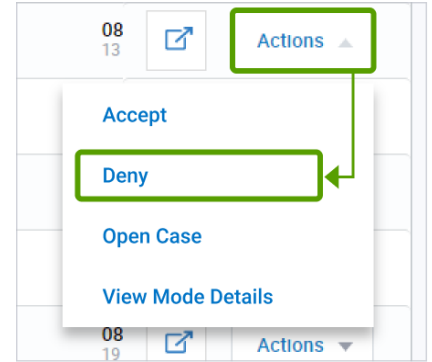 08
13
Actions
Accept
Deny
Open Case
View Mode Details
08
19
Actions